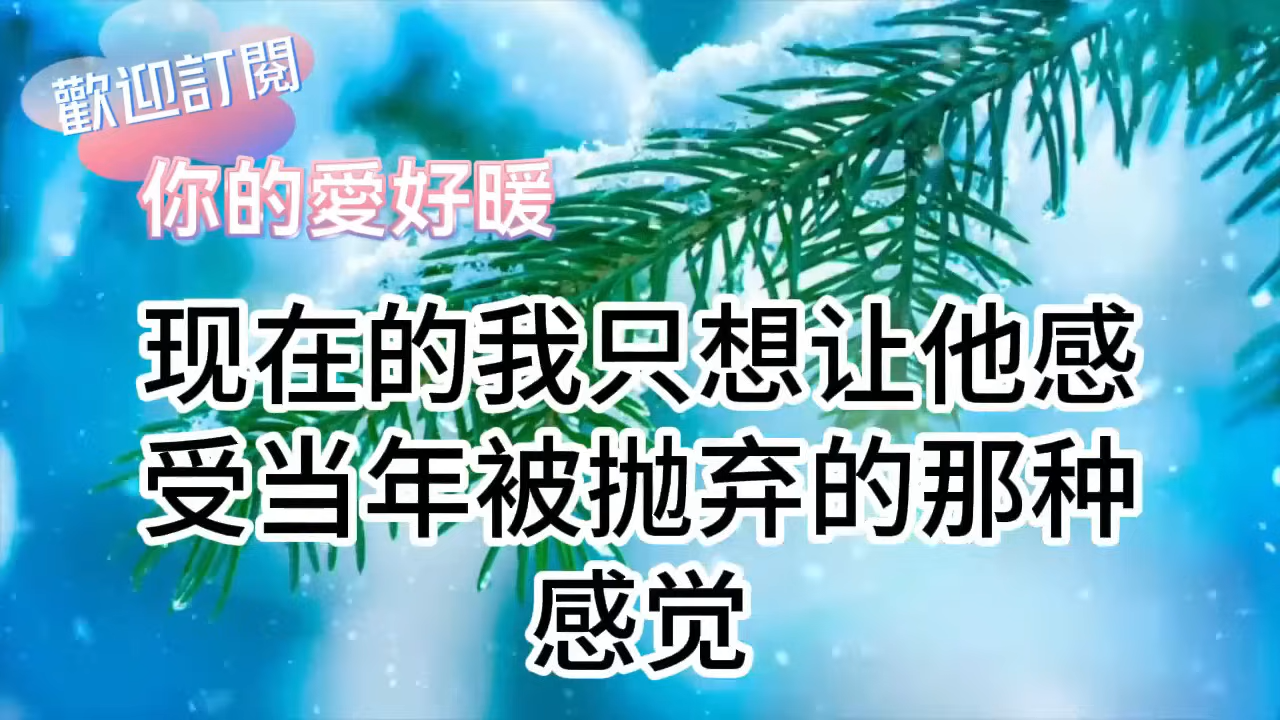 歡迎訂閱
你的愛好暖
现在的我只想让他感
受当年被抛弃的那种
感觉